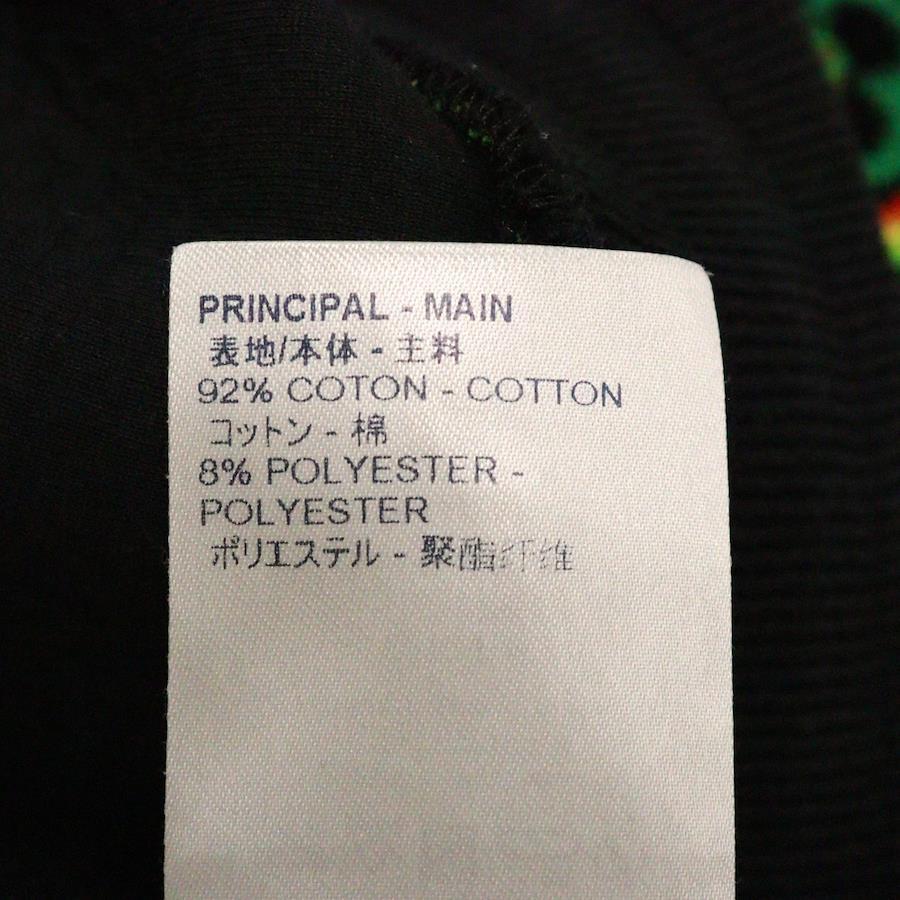 PRINCIPAL - MAIN
表地/本体 - 主料
92% COTON - COTTON
コットン - 棉
8% POLYESTER -
POLYESTER
ポリエステル - 聚酯纤维